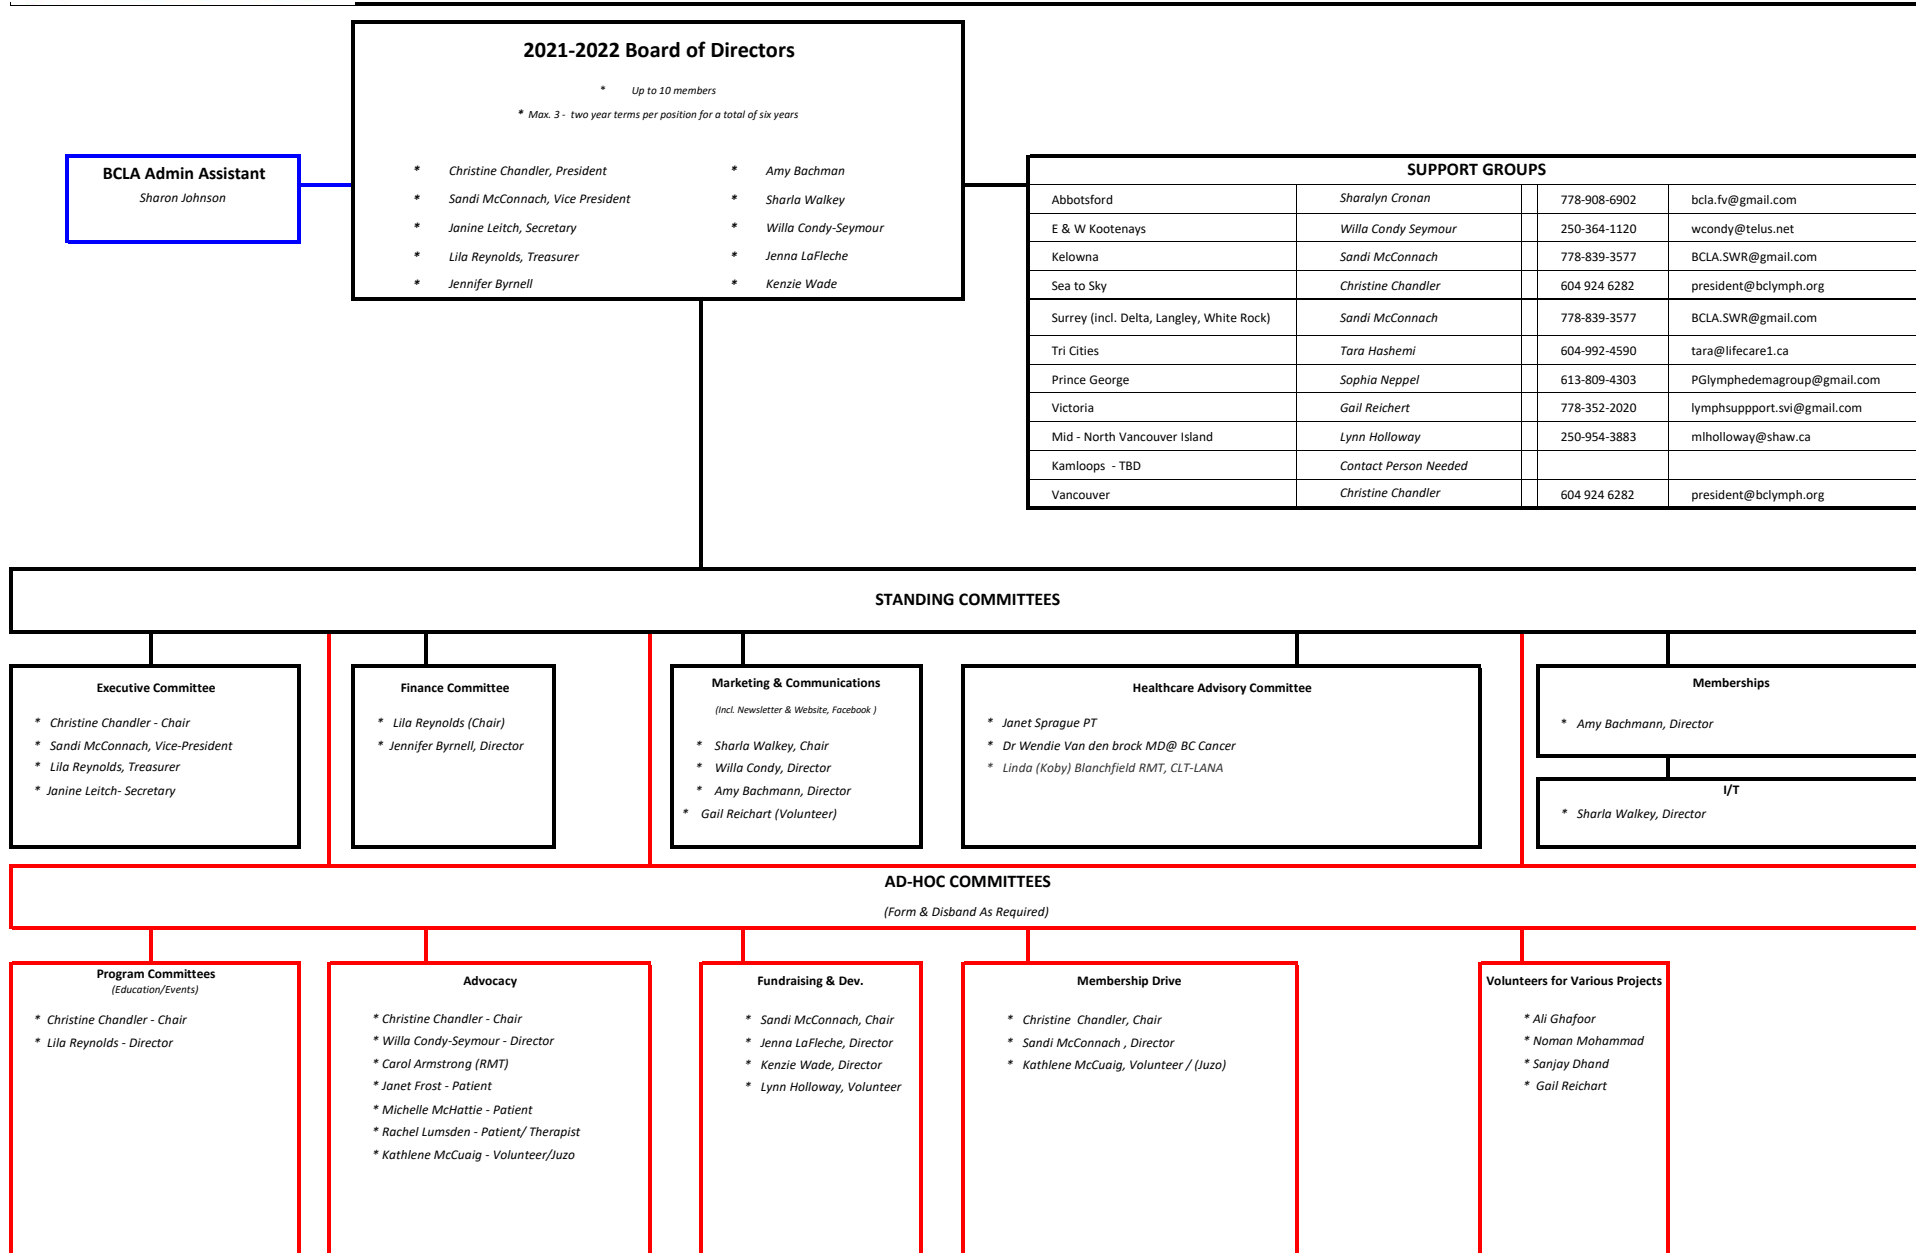 2021-2022 Board of Directors
* Up to 10 members
* Max. 3 - two year terms per position for a total of six years
* Christine Chandler, President
* Sandi McConnach, Vice President
* Janine Leitch, Secretary
* Lila Reynolds, Treasurer
* Jennifer Byrnell
* Amy Bachman
* Sharla Walkey
* Willa Condy-Seymour
* Jenna LaFleche
* Kenzie Wade
BCLA Admin Assistant
Sharon Johnson
SUPPORT GROUPS
Abbotsford Sharalyn Cronan 778-908-6902 bcla.fv@gmail.com
E & W Kootenays Willa Condy Seymour 250-364-1120 wcondy@telus.net
Kelowna Sandi McConnach 778-839-3577 BCLA.SWR@gmail.com
Sea to Sky Christine Chandler 604 924 6282 president@bclymph.org
Surrey (incl. Delta, Langley, White Rock) Sandi McConnach 778-839-3577 BCLA.SWR@gmail.com
Tri Cities Tara Hashemi 604-992-4590 tara@lifecare1.ca
Prince George Sophia Neppel 613-809-4303 PGlymphedemagroup@gmail.com
Victoria Gail Reichert 778-352-2020 lymphsuppport.svi@gmail.com
Mid - North Vancouver Island Lynn Holloway 250-954-3883 mlholloway@shaw.ca
Kamloops - TBD Contact Person Needed
Vancouver Christine Chandler 604 924 6282 president@bclymph.org
STANDING COMMITTEES
Executive Committee
* Christine Chandler - Chair
* Sandi McConnach, Vice-President
* Lila Reynolds, Treasurer
* Janine Leitch- Secretary
Finance Committee
* Lila Reynolds (Chair)
* Jennifer Byrnell, Director
Marketing & Communications
(Incl. Newsletter & Website, Facebook )
* Sharla Walkey, Chair
* Willa Condy, Director
* Amy Bachmann, Director
* Gail Reichart (Volunteer)
Healthcare Advisory Committee
* Janet Sprague PT
* Dr Wendie Van den brock MD@ BC Cancer
* Linda (Koby) Blanchfield RMT, CLT-LANA
Memberships
* Amy Bachmann, Director
I/T
* Sharla Walkey, Director
AD-HOC COMMITTEES
(Form & Disband As Required)
Program Committees
(Education/Events)
* Christine Chandler - Chair
* Lila Reynolds - Director
Advocacy
* Christine Chandler - Chair
* Willa Condy-Seymour - Director
* Carol Armstrong (RMT)
* Janet Frost - Patient
* Michelle McHattie - Patient
* Rachel Lumsden - Patient/ Therapist
* Kathlene McCuaig - Volunteer/Juzo
Fundraising & Dev.
* Sandi McConnach, Chair
* Jenna LaFleche, Director
* Kenzie Wade, Director
* Lynn Holloway, Volunteer
Membership Drive
* Christine Chandler, Chair
* Sandi McConnach , Director
* Kathlene McCuaig, Volunteer / (Juzo)
Volunteers for Various Projects
* Ali Ghafoor
* Noman Mohammad
* Sanjay Dhand
* Gail Reichart